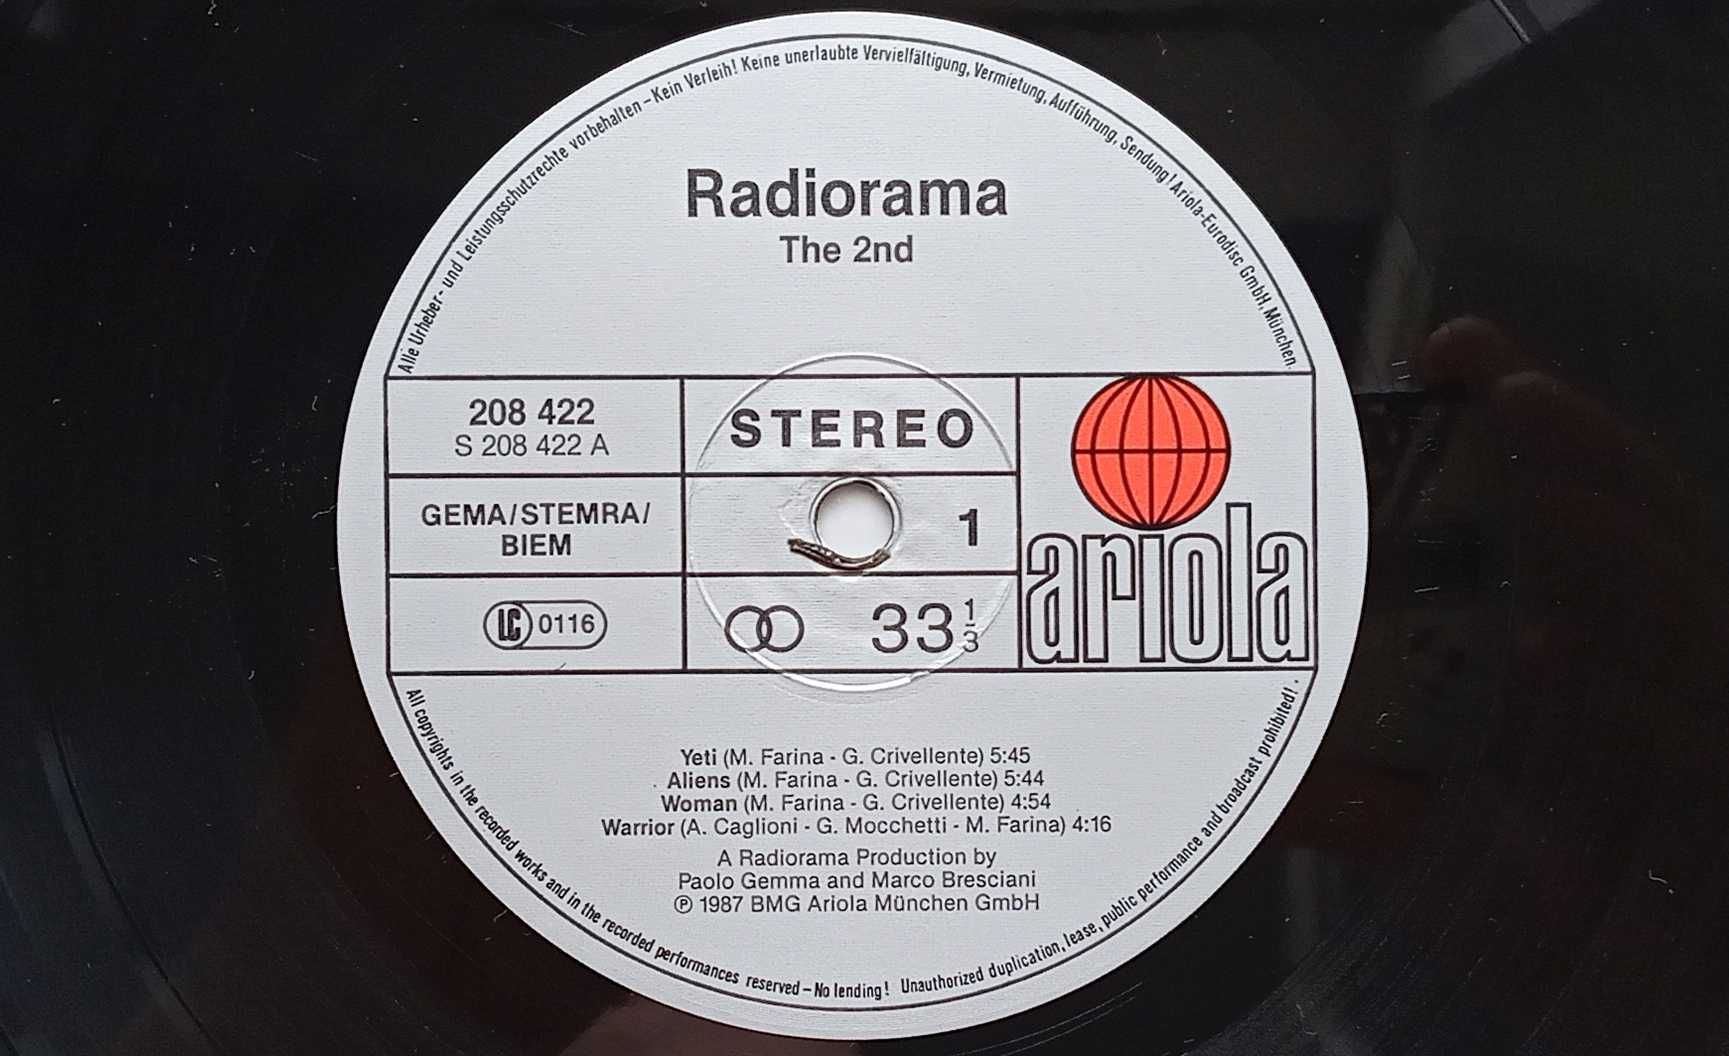 Alle Urheber- und Leistungsschutzrechte vorbehalten – Kein Verleih! Keine unerlaubte Vervielfältigung, Vermietung, Aufführung, Sendung! Ariola-Eurodisc GmbH, München.
Radiorama
The 2nd
208 422
S 208 422 A
STEREO
GEMA/STEMRA/
BIEM
1
LC 0116
33 1/3
ariola
Yeti (M. Farina - G. Crivellente) 5:45
Aliens (M. Farina - G. Crivellente) 5:44
Woman (M. Farina - G. Crivellente) 4:54
Warrior (A. Caglioni - G. Mocchetti - M. Farina) 4:16
A Radiorama Production by
Paolo Gemma and Marco Bresciani
℗ 1987 BMG Ariola München GmbH
All copyrights in the recorded works and in the recorded performances reserved – No lending! Unauthorized duplication, lease, public performance and broadcast prohibited!